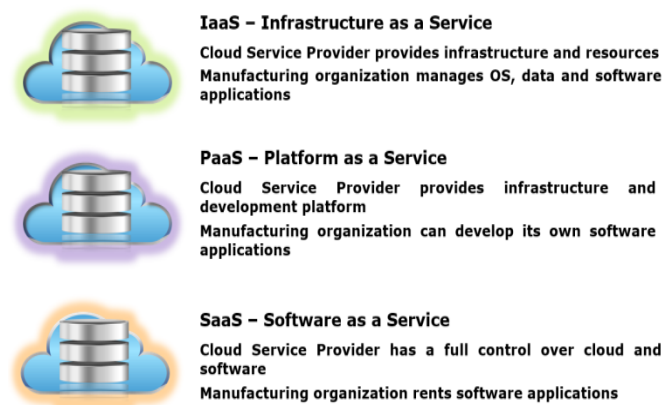 IaaS – Infrastructure as a Service
Cloud Service Provider provides infrastructure and resources
Manufacturing organization manages OS, data and software
applications
PaaS – Platform as a Service
Cloud Service Provider provides infrastructure and
development platform
Manufacturing organization can develop its own software
applications
SaaS – Software as a Service
Cloud Service Provider has a full control over cloud and
software
Manufacturing organization rents software applications